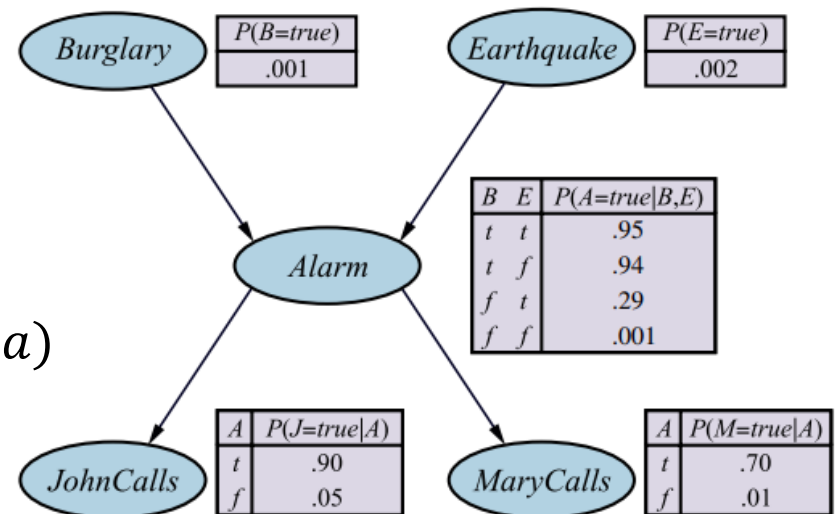 Burglary
P(B=true)
.001
Earthquake
P(E=true)
.002
B E P(A=true|B,E)
t t .95
t f .94
f t .29
f f .001
Alarm
a)
JohnCalls
A P(J=true|A)
t .90
f .05
MaryCalls
A P(M=true|A)
t .70
f .01